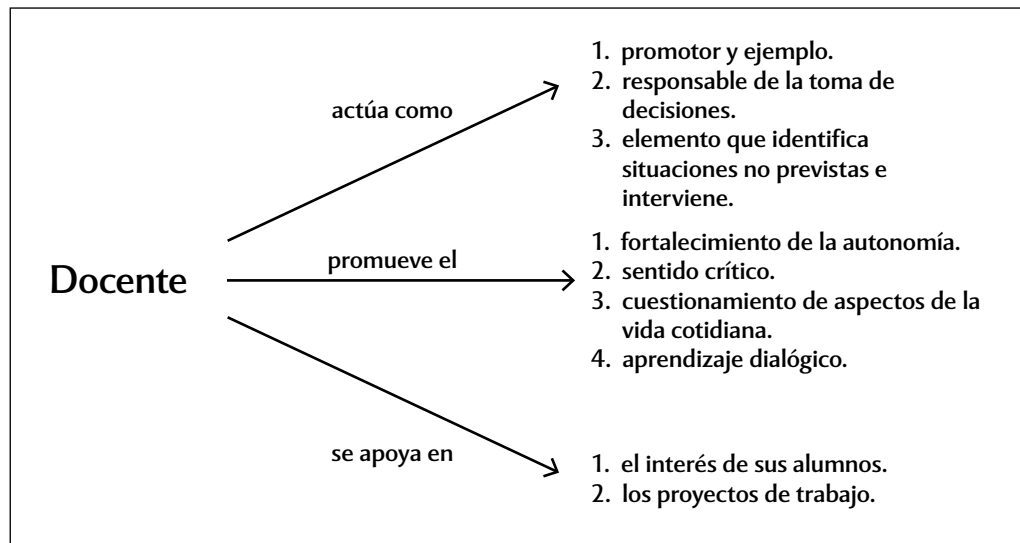 actúa como
1. promotor y ejemplo.
2. responsable de la toma de
decisiones.
3. elemento que identifica
situaciones no previstas e
interviene.
Docente
promueve el
1. fortalecimiento de la autonomía.
2. sentido crítico.
3. cuestionamiento de aspectos de la
vida cotidiana.
4. aprendizaje dialógico.
se apoya en
1. el interés de sus alumnos.
2. los proyectos de trabajo.